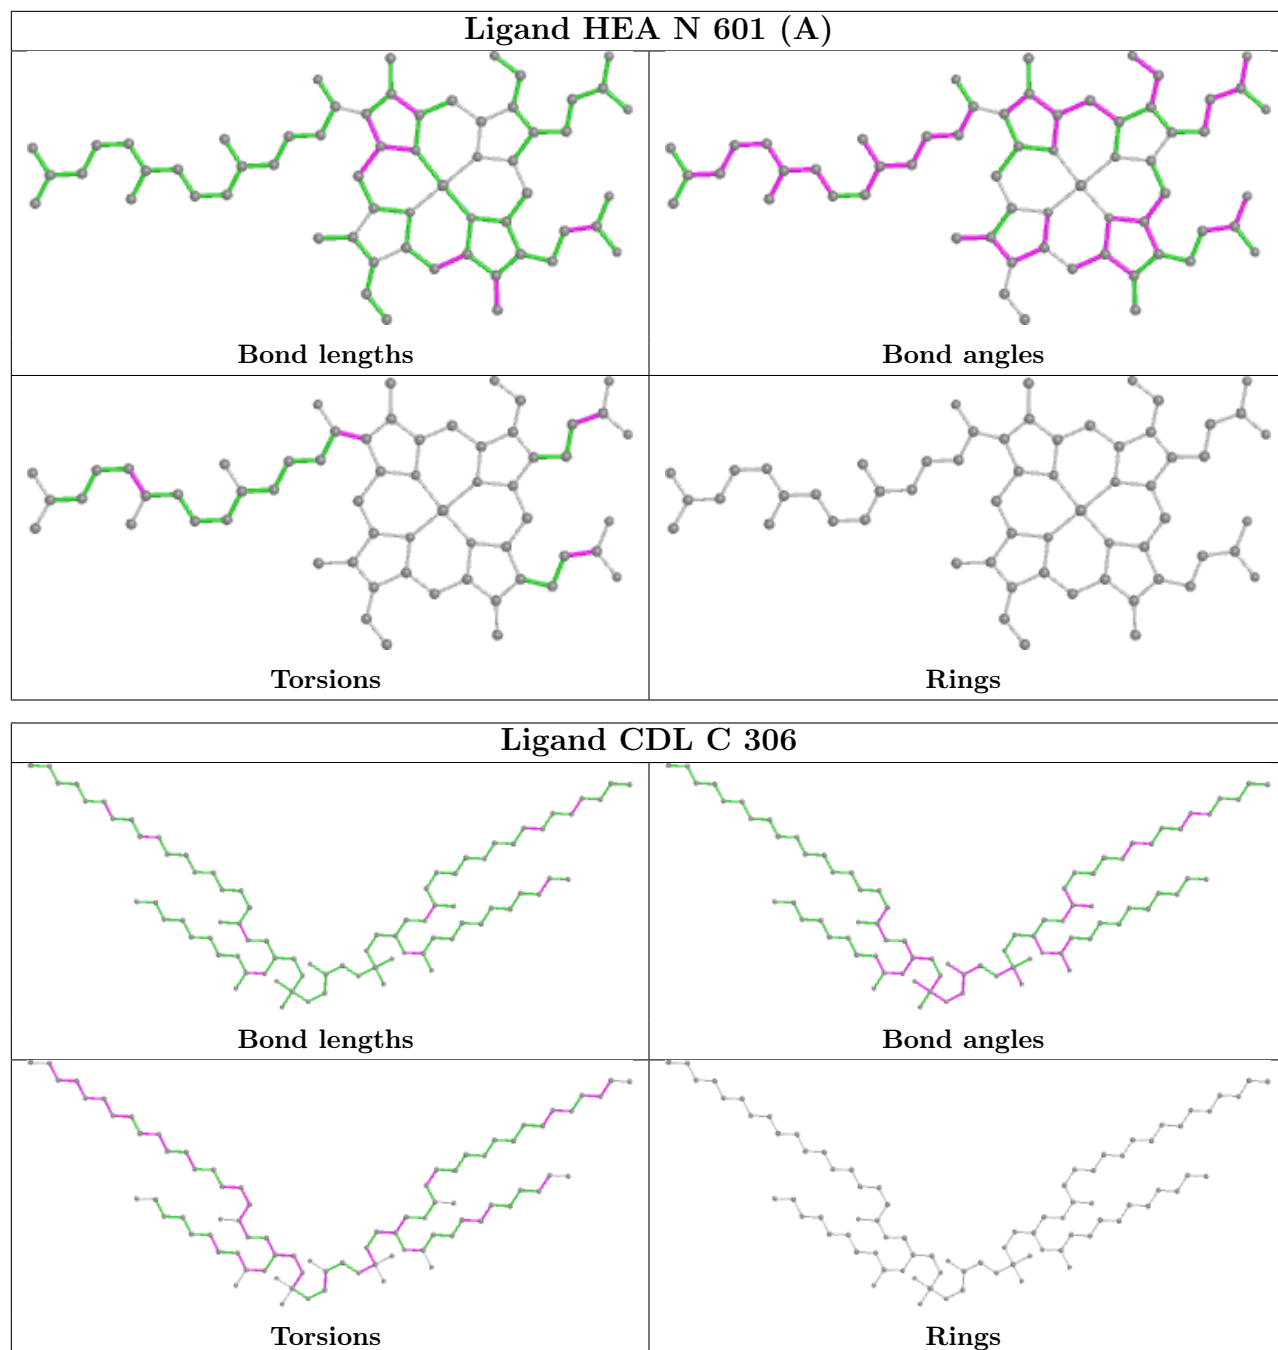 Ligand HEA N 601 (A)
Bond lengths
Bond angles
Torsions
Rings
Ligand CDL C 306
Bond lengths
Bond angles
Torsions
Rings